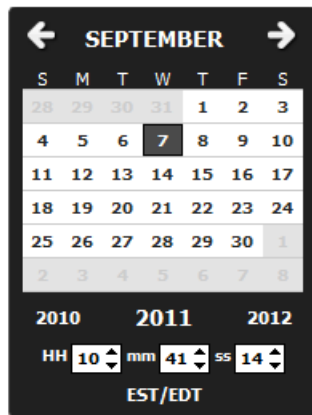 SEPTEMBER
S M T W T F S
28 29 30 31 1 2 3
4 5 6 7 8 9 10
11 12 13 14 15 16 17
18 19 20 21 22 23 24
25 26 27 28 29 30 1
2 3 4 5 6 7 8
2010 2011 2012
HH 10 mm 41 ss 14
EST/EDT